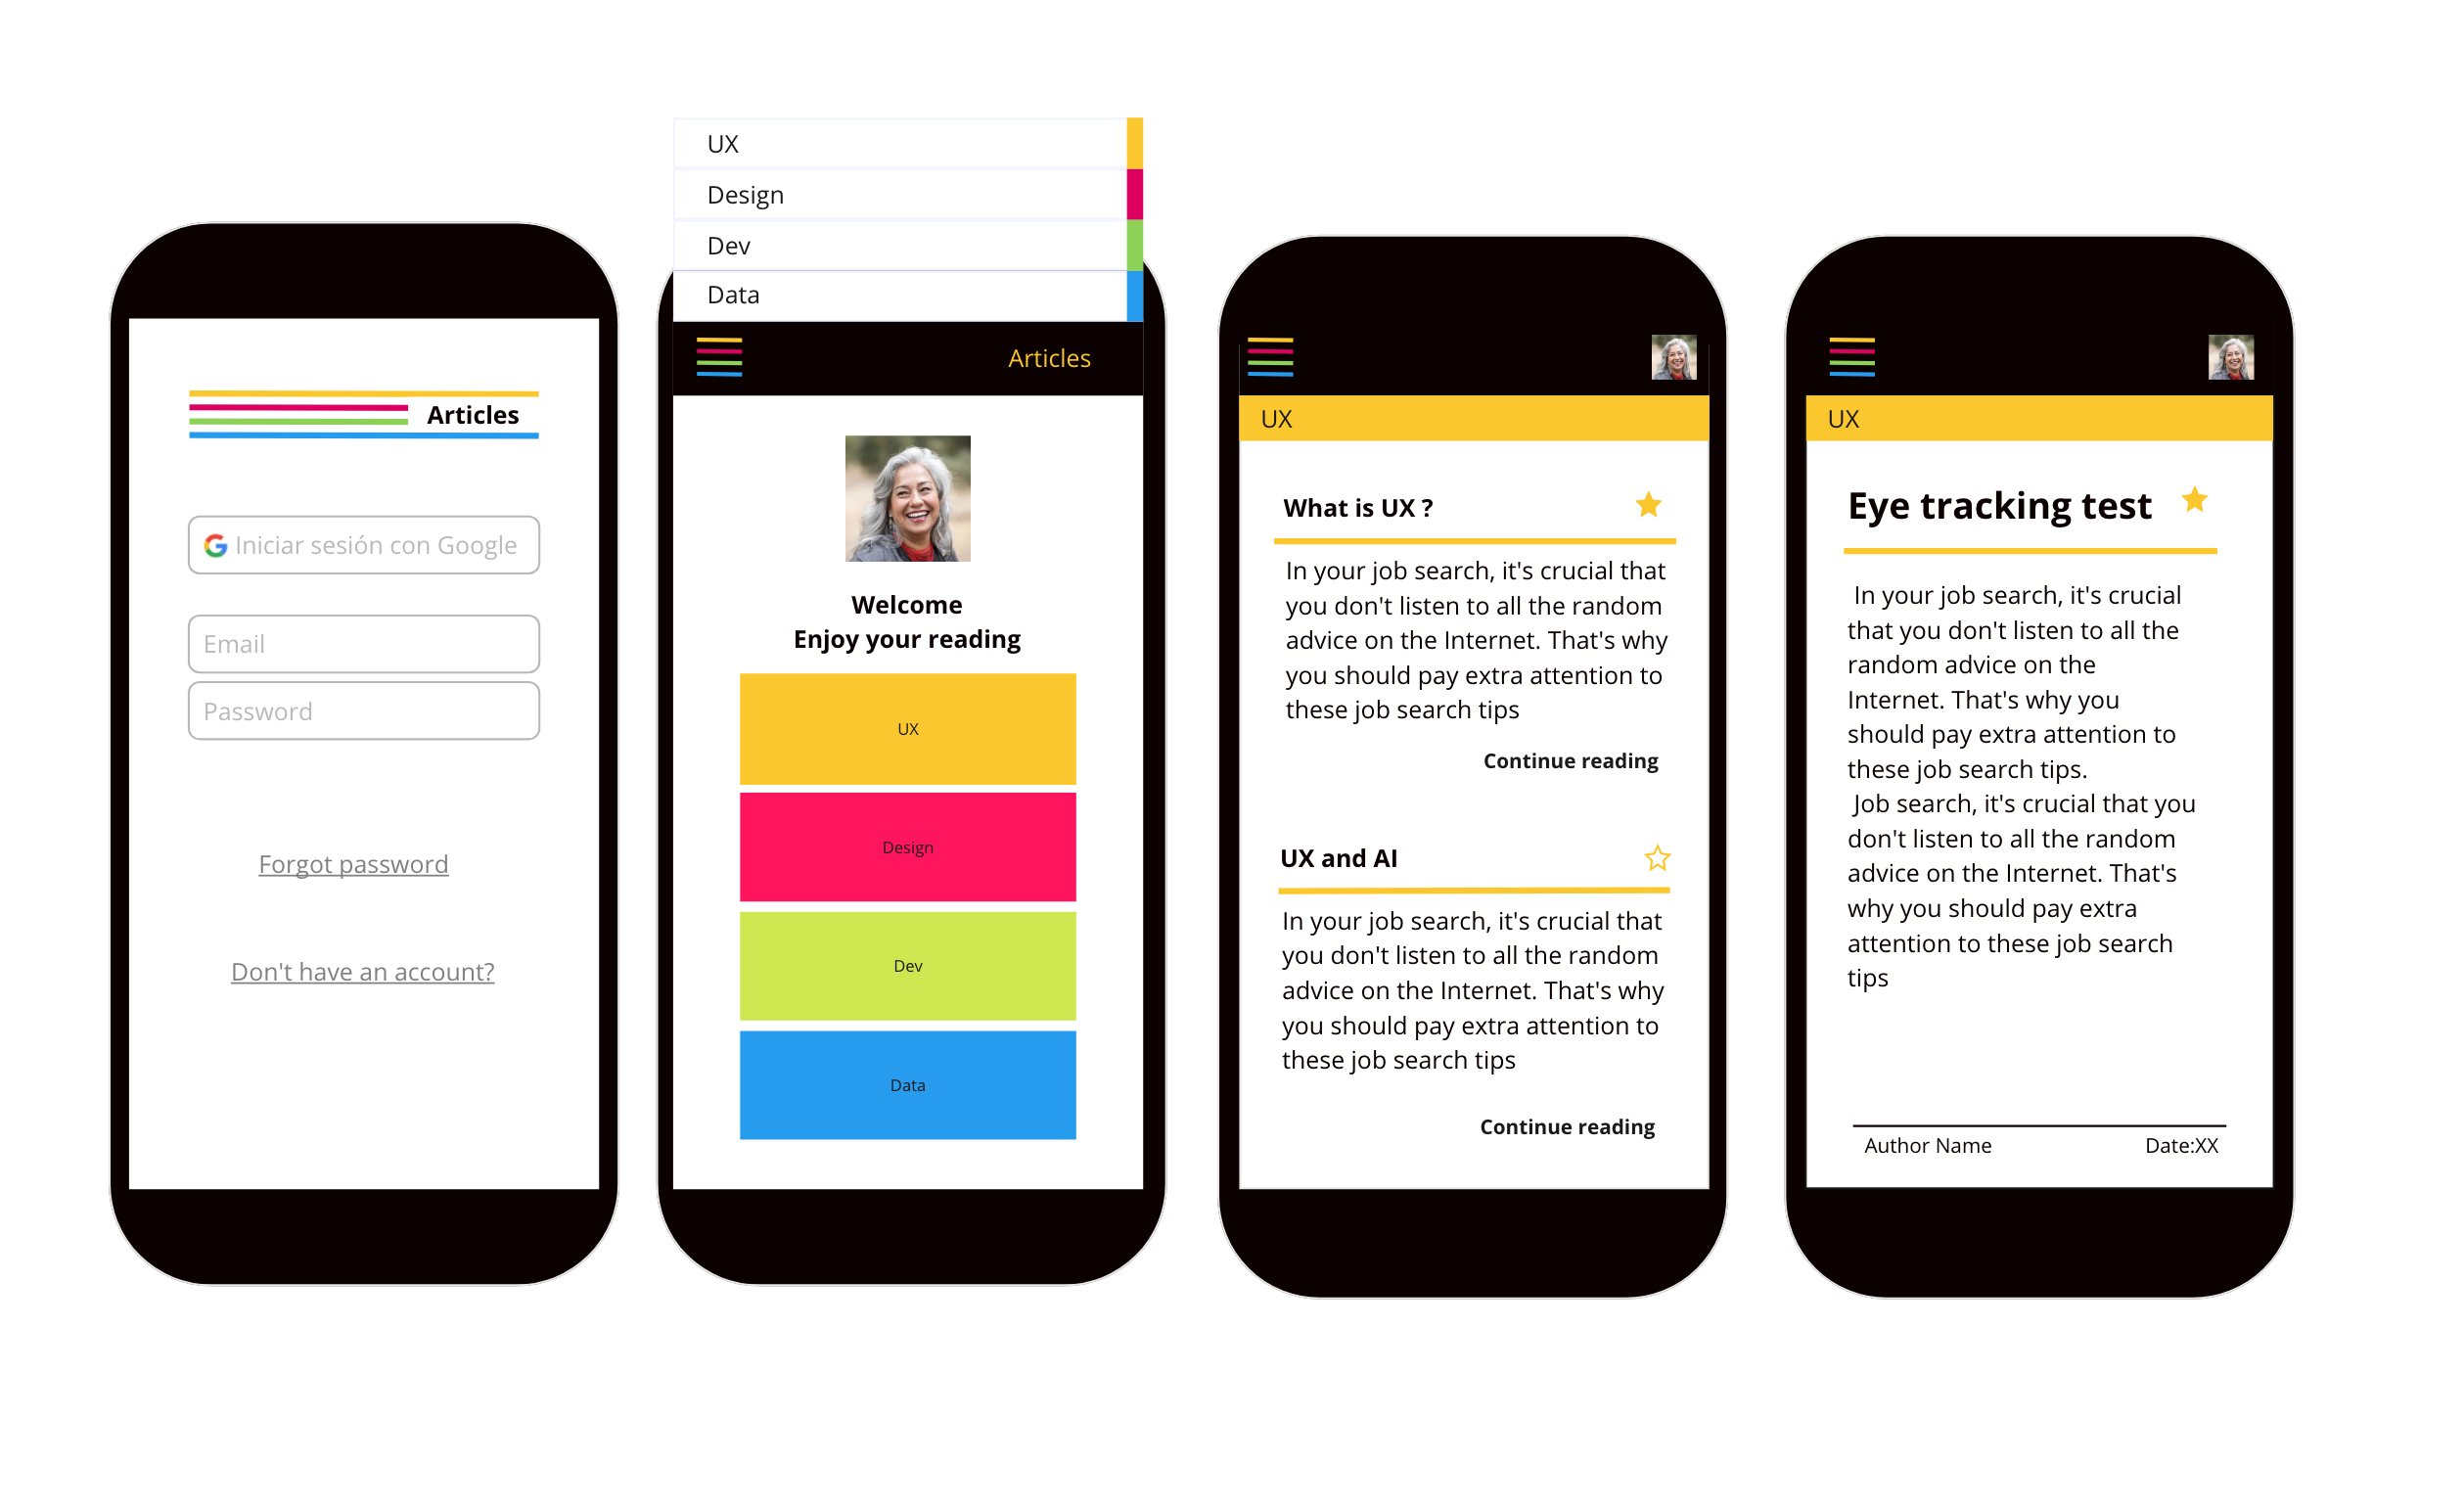 Articles
Iniciar sesión con Google
Email
Password
Forgot password
Don't have an account?
UX
Design
Dev
Data
Articles
Welcome
Enjoy your reading
UX
Design
Dev
Data
UX
What is UX ?
In your job search, it's crucial that
you don't listen to all the random
advice on the Internet. That's why
you should pay extra attention to
these job search tips
Continue reading
UX and AI
In your job search, it's crucial that
you don't listen to all the random
advice on the Internet. That's why
you should pay extra attention to
these job search tips
Continue reading
UX
Eye tracking test
In your job search, it's crucial
that you don't listen to all the
random advice on the
Internet. That's why you
should pay extra attention to
these job search tips.
Job search, it's crucial that you
don't listen to all the random
advice on the Internet. That's
why you should pay extra
attention to these job search
tips
Author Name
Date:XX